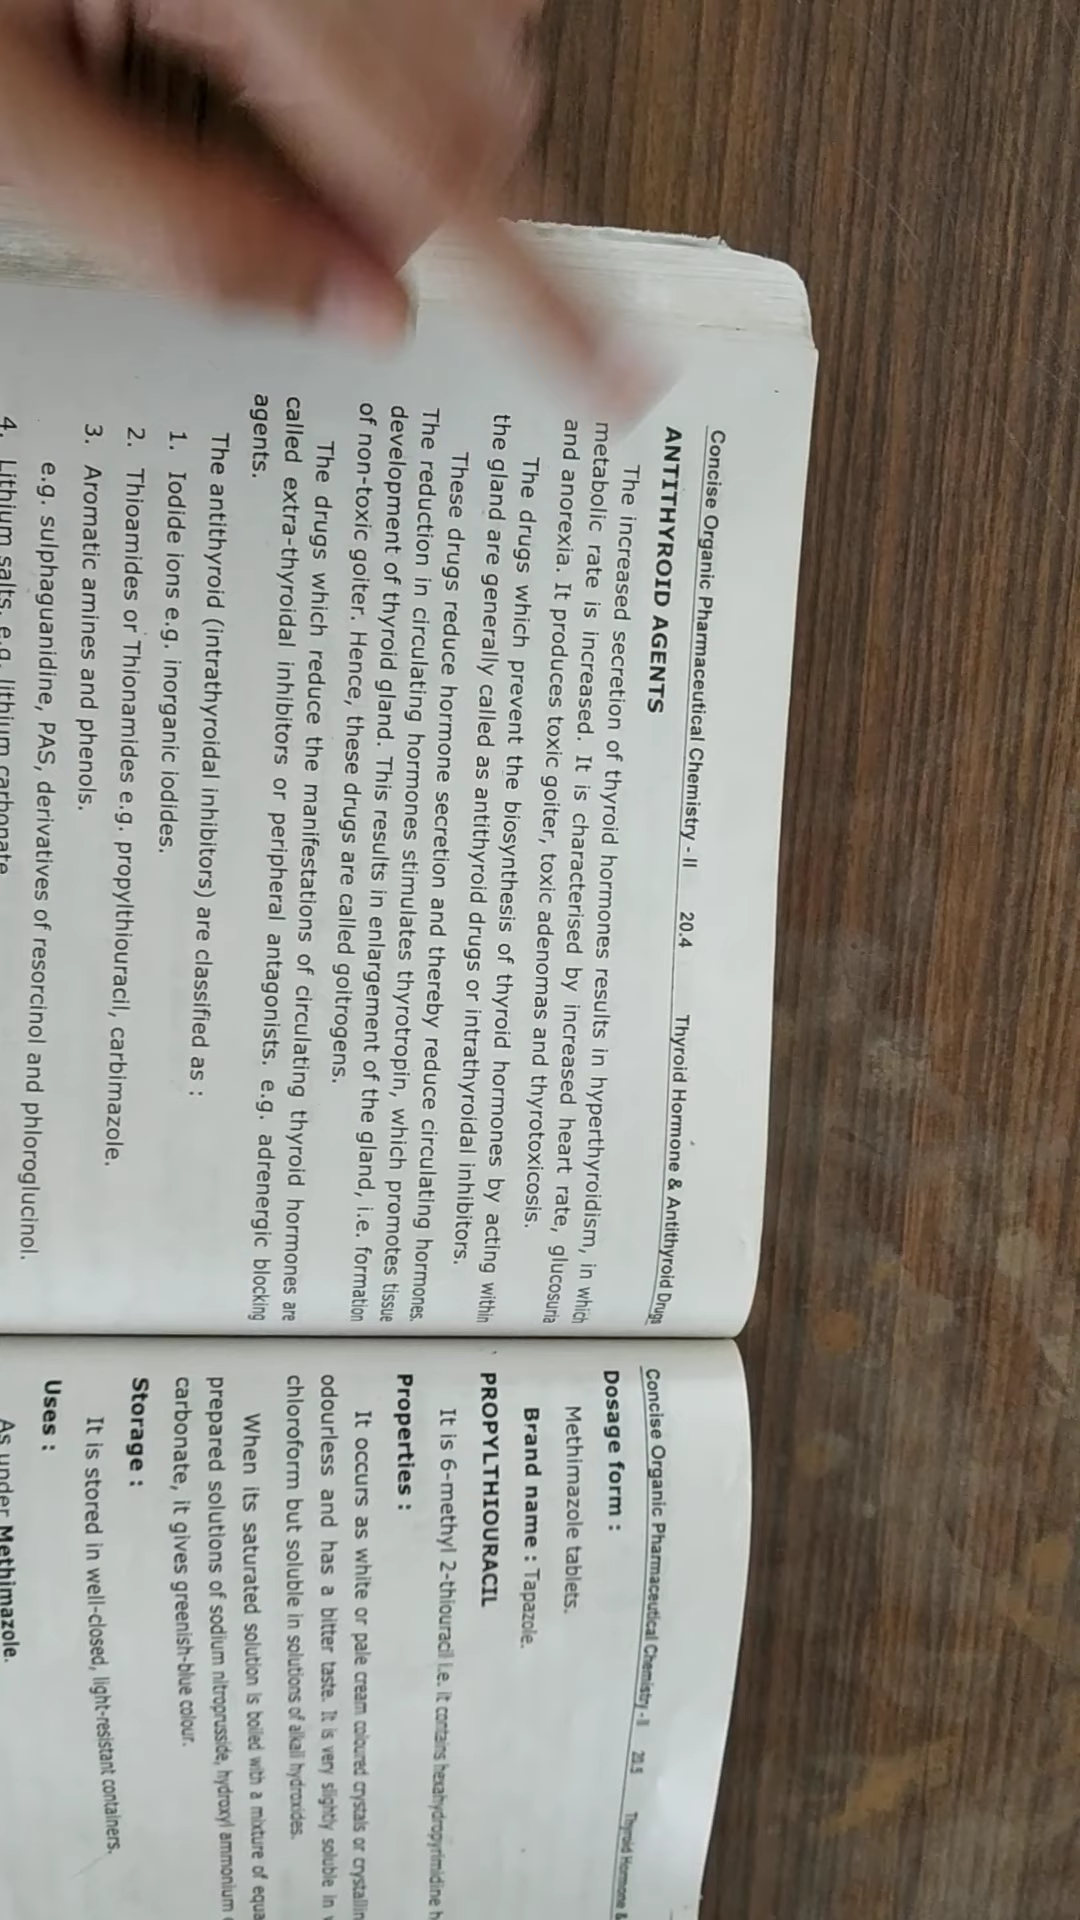 Concise Organic Pharmaceutical Chemistry - II 20.4 Thyroid Hormone & Antithyroid Drugs
ANTITHYROID AGENTS
The increased secretion of thyroid hormones results in hyperthyroidism, in which
metabolic rate is increased. It is characterised by increased heart rate, glucosuria
and anorexia. It produces toxic goiter, toxic adenomas and thyrotoxicosis.
The drugs which prevent the biosynthesis of thyroid hormones by acting within
the gland are generally called as antithyroid drugs or intrathyroidal inhibitors.
These drugs reduce hormone secretion and thereby reduce circulating hormones.
The reduction in circulating hormones stimulates thyrotropin, which promotes tissue
development of thyroid gland. This results in enlargement of the gland, i.e. formation
of non-toxic goiter. Hence, these drugs are called goitrogens.
The drugs which reduce the manifestations of circulating thyroid hormones are
called extra-thyroidal inhibitors or peripheral antagonists. e.g. adrenergic blocking
agents.
The antithyroid (intrathyroidal inhibitors) are classified as :
1. Iodide ions e.g. inorganic iodides.
2. Thioamides or Thionamides e.g. propylthiouracil, carbimazole.
3. Aromatic amines and phenols.
e.g. sulphaguanidine, PAS, derivatives of resorcinol and phloroglucinol.
4. Lithium salts. e.g. lithium carbonate
Concise Organic Pharmaceutical Chemistry - II 20.5 Thyroid Hormone &
Dosage form :
Methimazole tablets.
Brand name : Tapazole.
PROPYLTHIOURACIL
It is 6-methyl 2-thiouracil i.e. it contains hexahydropyrimidine
Properties :
It occurs as white or pale cream coloured crystals or
odourless and has a bitter taste. It is very slightly soluble in
chloroform but soluble in solutions of alkali hydroxides.
When its saturated solution is boiled with a mixture of
prepared solutions of sodium nitroprusside, hydroxyl ammonium
carbonate, it gives greenish-blue colour.
Storage :
It is stored in well-closed, light-resistant containers.
Uses :
As under Methimazole.